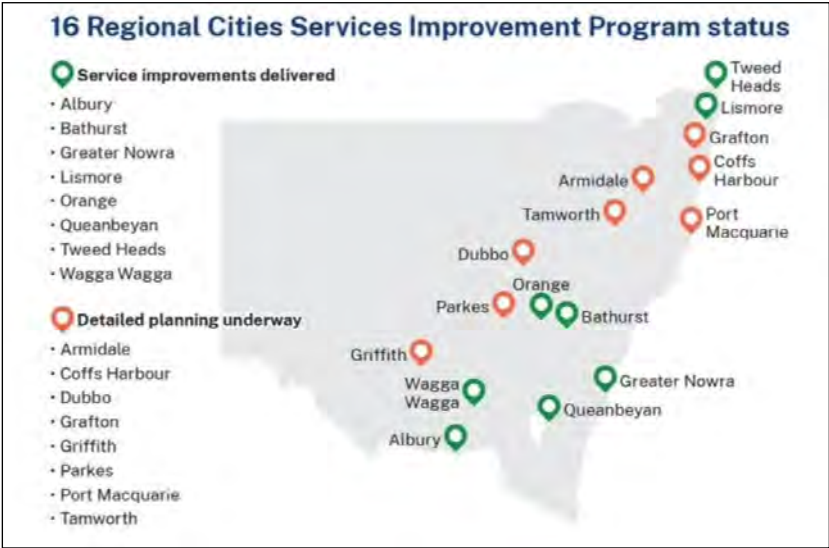 16 Regional Cities Services Improvement Program status
Service improvements delivered
· Albury
· Bathurst
· Greater Nowra
· Lismore
· Orange
· Queanbeyan
· Tweed Heads
· Wagga Wagga
Detailed planning underway
· Armidale
· Coffs Harbour
· Dubbo
· Grafton
· Griffith
· Parkes
· Port Macquarie
· Tamworth
Tweed
Heads
Lismore
Grafton
Coffs
Harbour
Armidale
Tamworth
Port
Macquarie
Dubbo
Orange
Parkes
Bathurst
Griffith
Wagga
Wagga
Greater Nowra
Queanbeyan
Albury